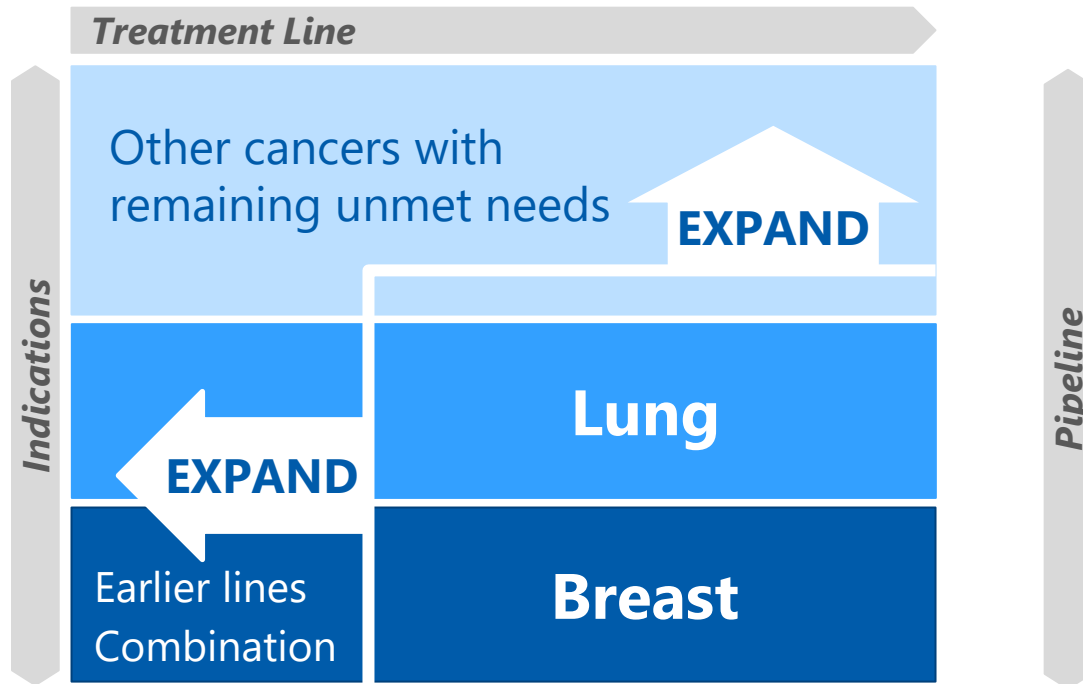 Treatment Line
Other cancers with
remaining unmet needs
EXPAND
Indications
Lung
EXPAND
Earlier lines
Combination
Breast
Pipeline